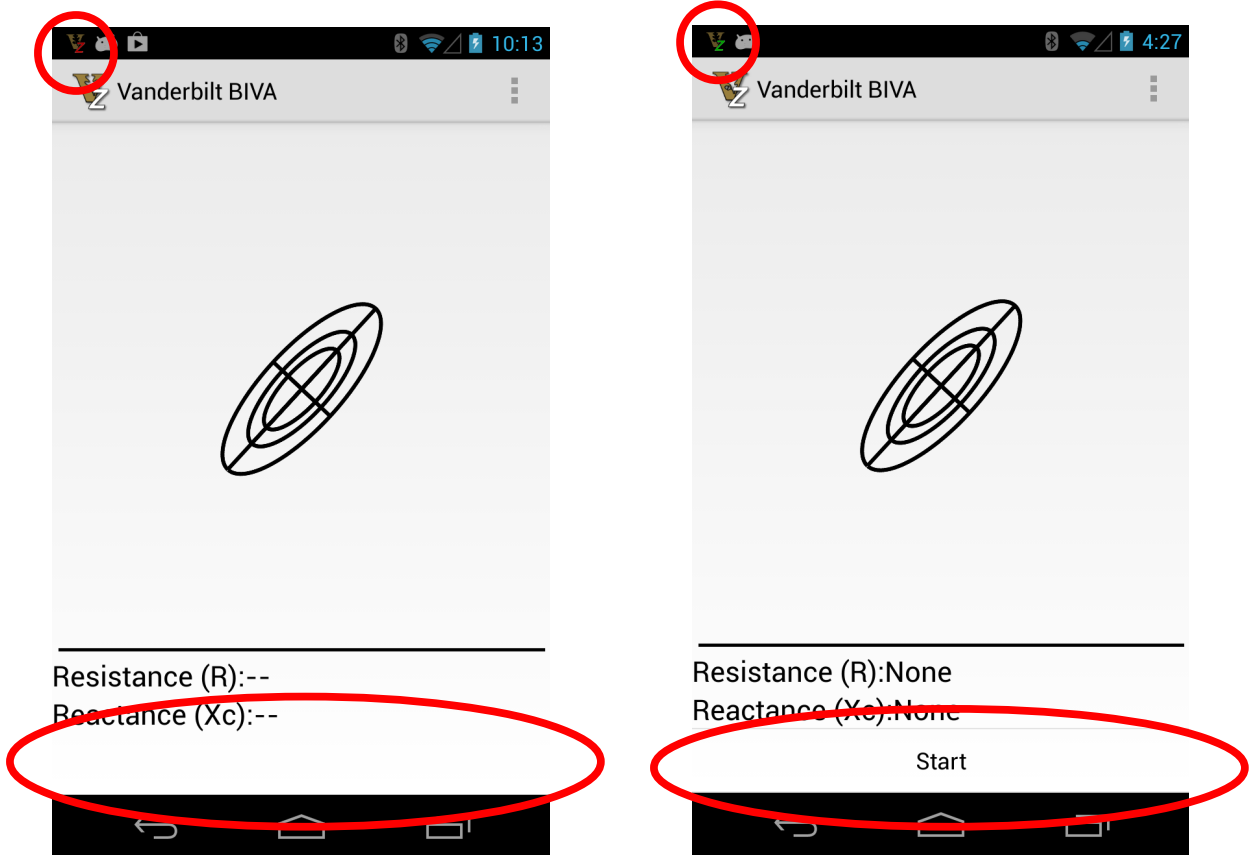 10:13
Vanderbilt BIVA
Resistance (R):--
Reactance (Xc):--
4:27
Vanderbilt BIVA
Resistance (R):None
Reactance (Xc):None
Start